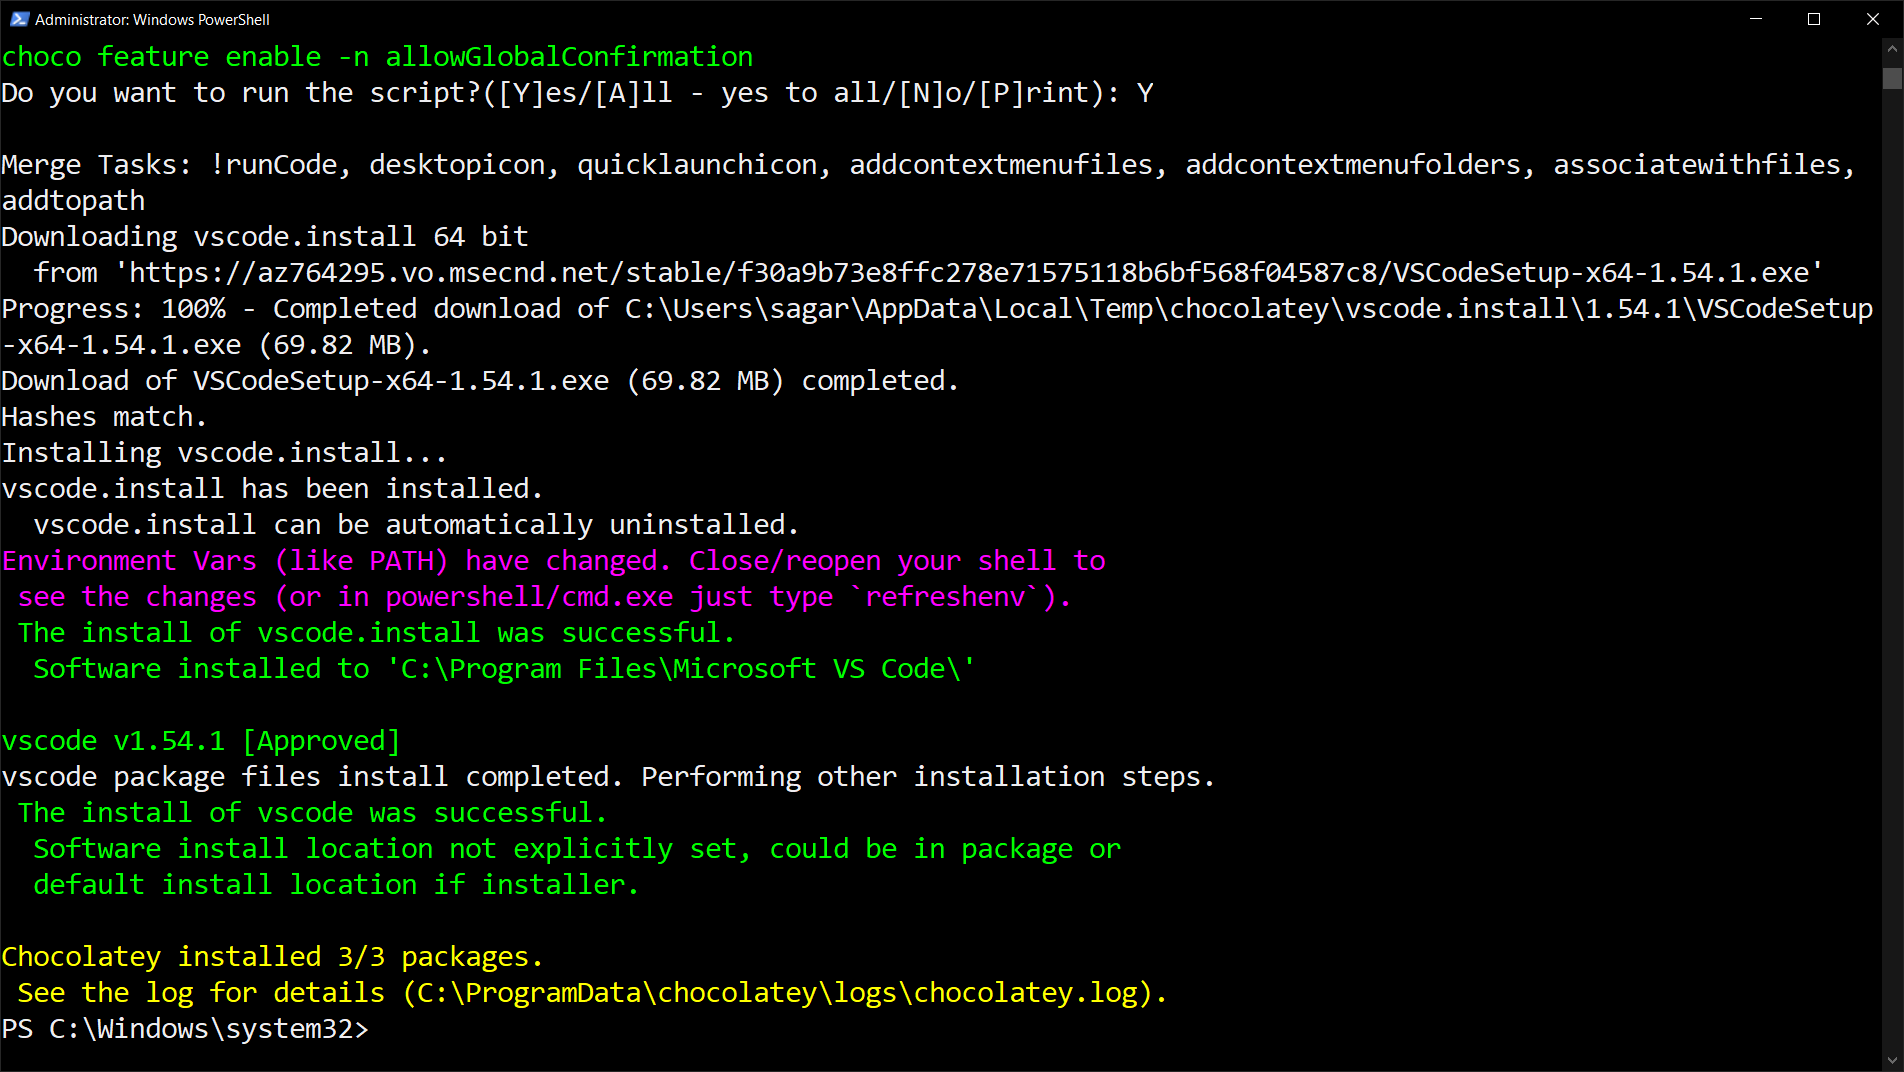 Administrator: Windows PowerShell
choco feature enable -n allowGlobalConfirmation
Do you want to run the script?([Y]es/[A]ll - yes to all/[N]o/[P]rint): Y
Merge Tasks: !runCode, desktopicon, quicklaunchicon, addcontextmenufiles, addcontextmenufolders, associatewithfiles,
addtopath
Downloading vscode.install 64 bit
  from 'https://az764295.vo.msecnd.net/stable/f30a9b73e8ffc278e71575118b6bf568f04587c8/VSCodeSetup-x64-1.54.1.exe'
Progress: 100% - Completed download of C:\Users\sagar\AppData\Local\Temp\chocolatey\vscode.install\1.54.1\VSCodeSetup
-x64-1.54.1.exe (69.82 MB).
Download of VSCodeSetup-x64-1.54.1.exe (69.82 MB) completed.
Hashes match.
Installing vscode.install...
vscode.install has been installed.
  vscode.install can be automatically uninstalled.
Environment Vars (like PATH) have changed. Close/reopen your shell to
 see the changes (or in powershell/cmd.exe just type `refreshenv`).
 The install of vscode.install was successful.
  Software installed to 'C:\Program Files\Microsoft VS Code\'
vscode v1.54.1 [Approved]
vscode package files install completed. Performing other installation steps.
 The install of vscode was successful.
  Software install location not explicitly set, could be in package or
  default install location if installer.
Chocolatey installed 3/3 packages.
 See the log for details (C:\ProgramData\chocolatey\logs\chocolatey.log).
PS C:\Windows\system32>